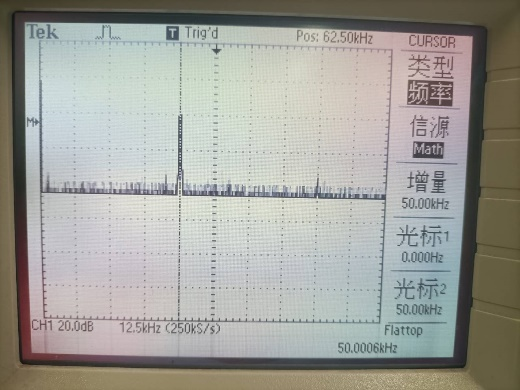 Tek T Trig'd Pos: 62.50kHz CURSOR
类型
频率
M
信源
Math
增量
50.00kHz
光标1
0.000Hz
光标2
50.00kHz
CH1 20.0dB 12.5kHz (250kS/s) Flattop
50.0006kHz